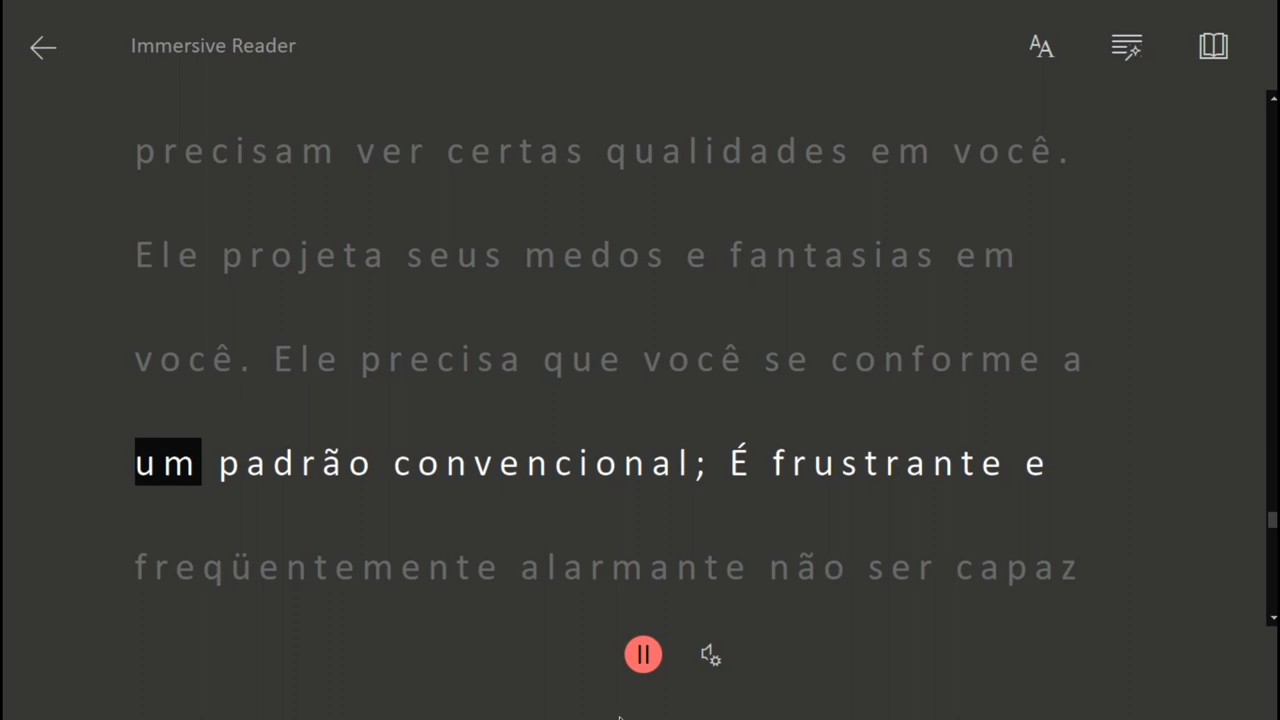 Immersive Reader
precisam ver certas qualidades em você.
Ele projeta seus medos e fantasias em
você. Ele precisa que você se conforme a
um padrão convencional; É frustrante e
freqüentemente alarmante não ser capaz